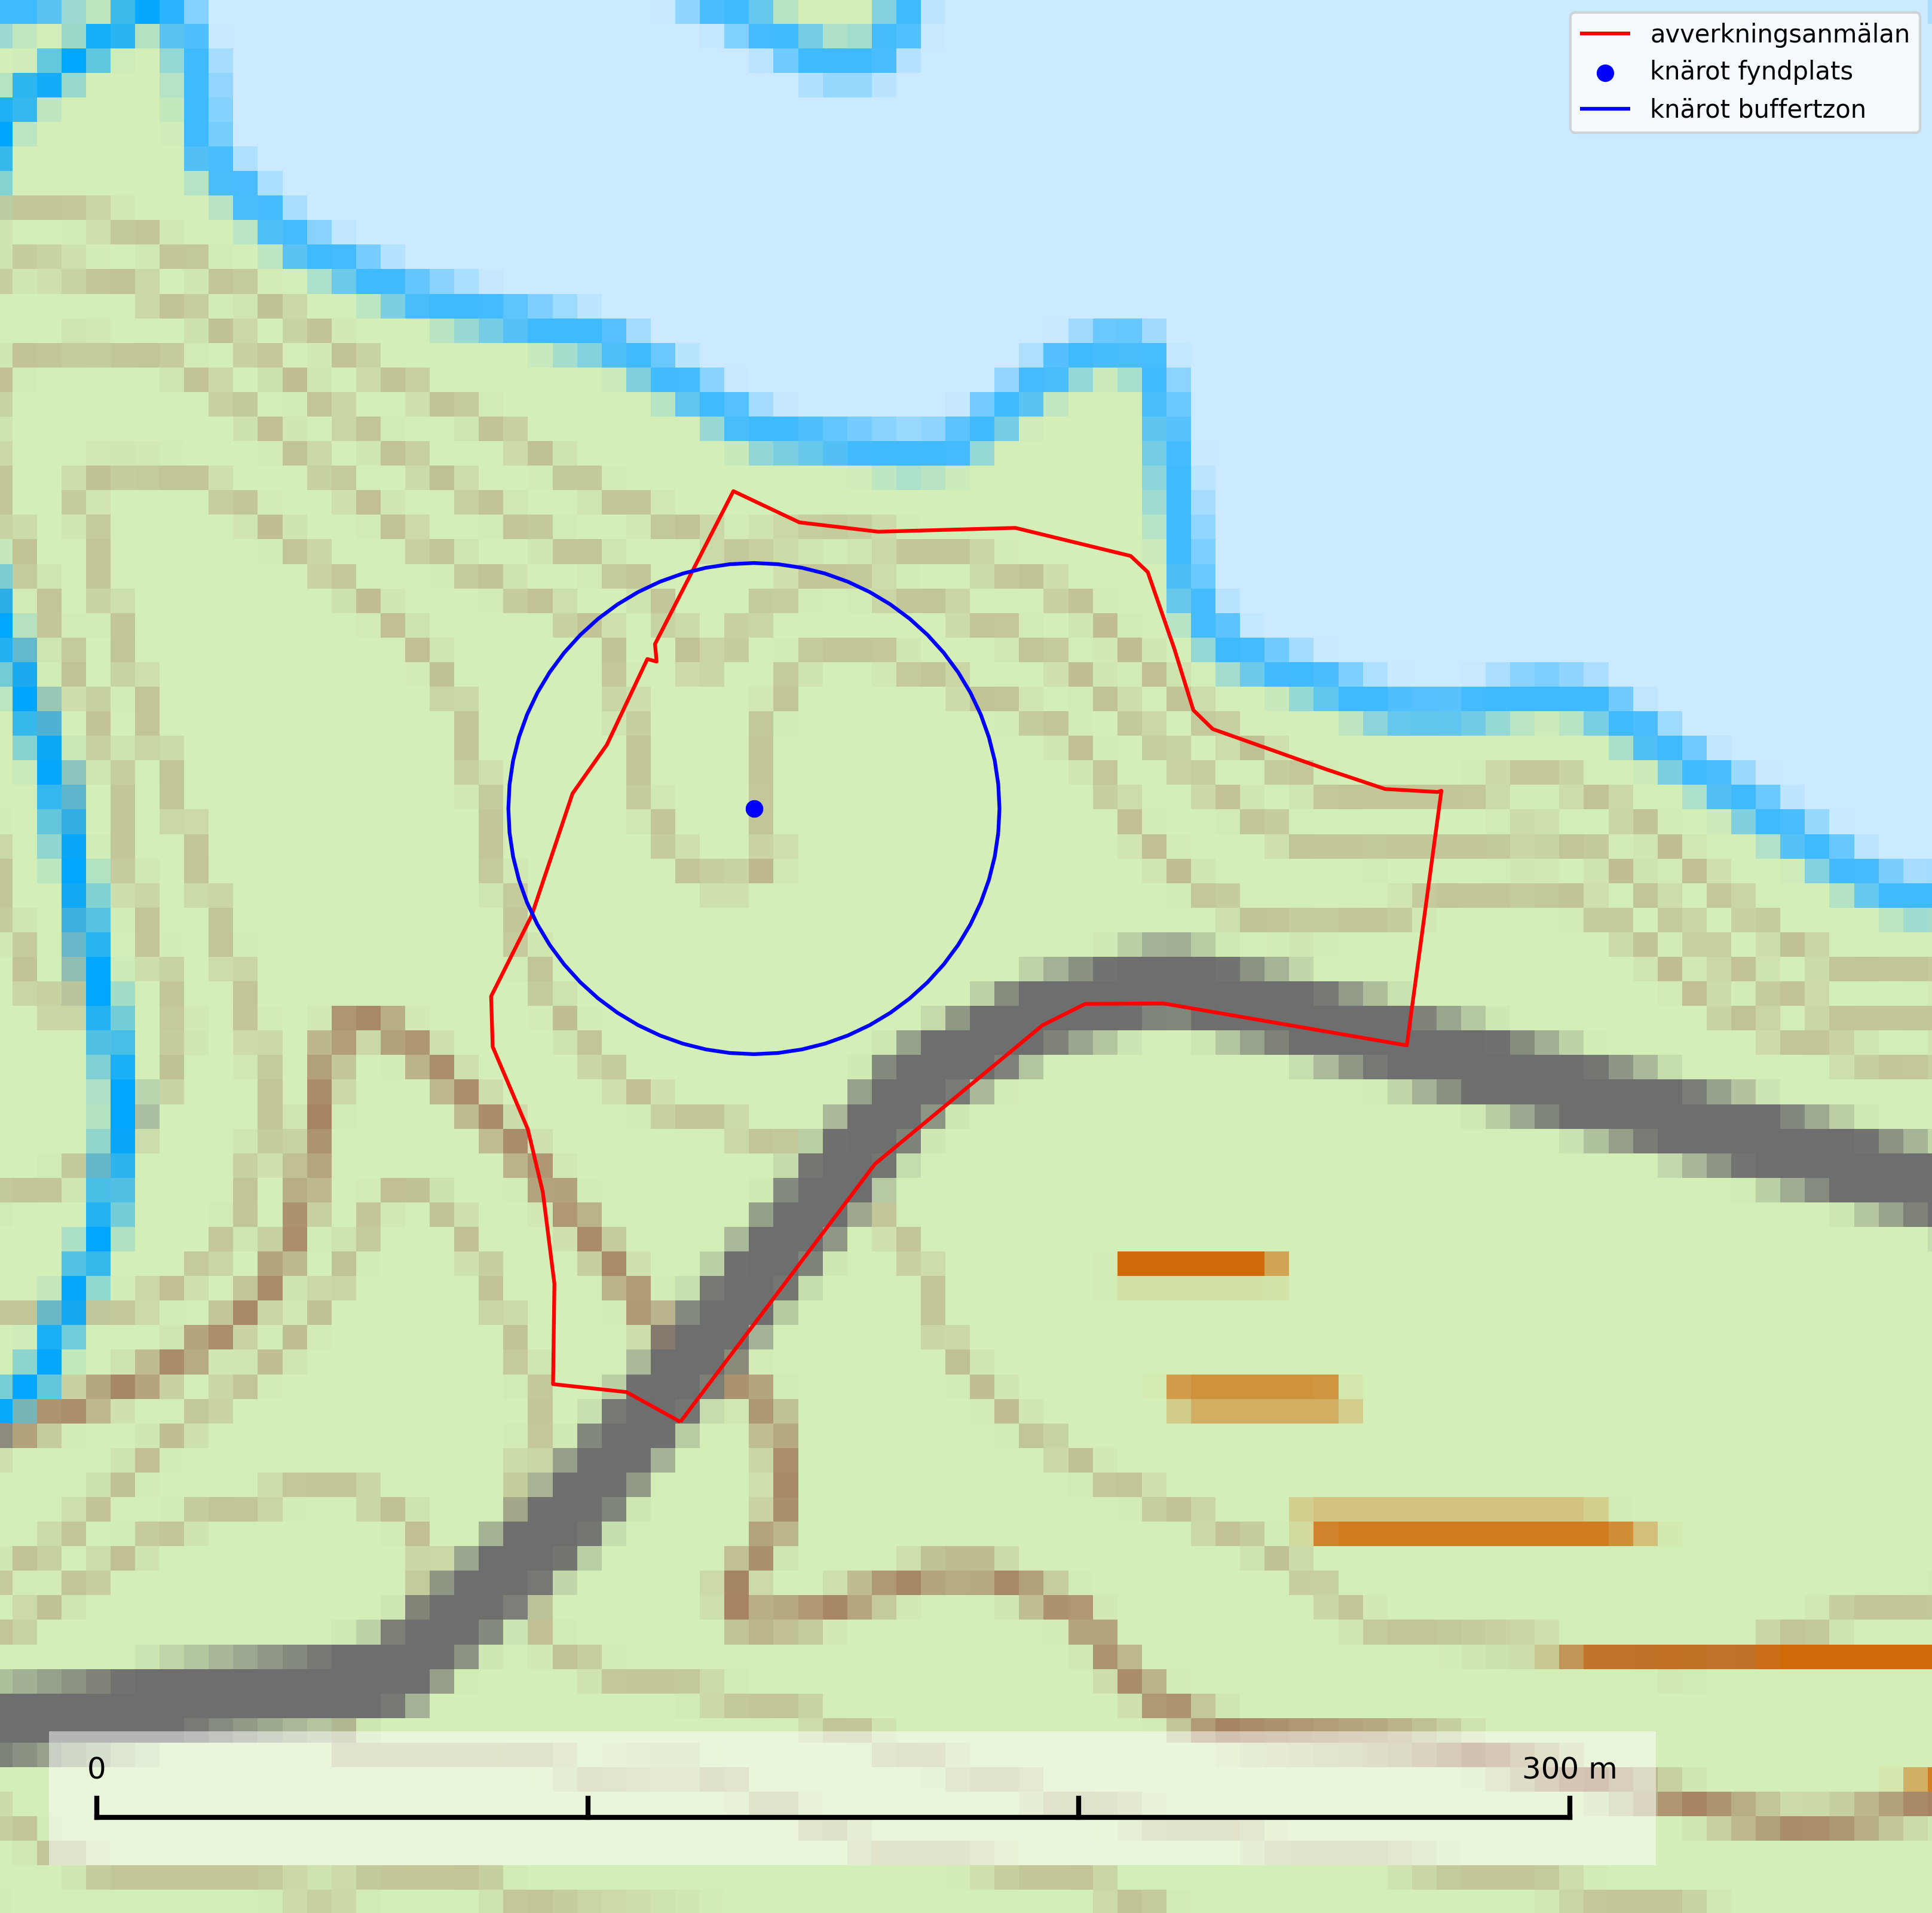 avverkningsanmälan
knärot fyndplats
knärot buffertzon
0 300 m